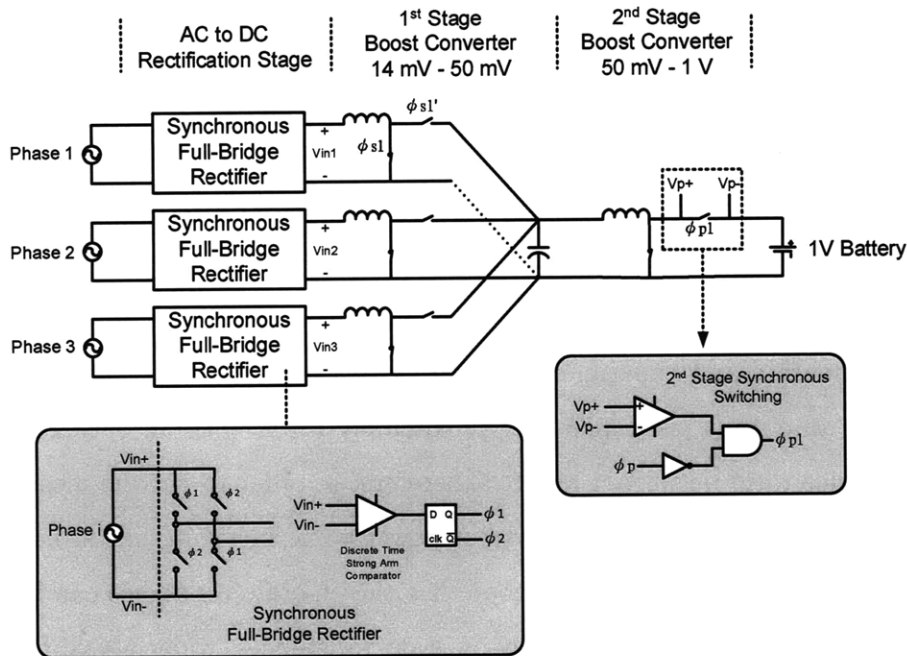 AC to DC
Rectification Stage
1st Stage
Boost Converter
14 mV - 50 mV
2nd Stage
Boost Converter
50 mV - 1 V
Phase 1
Synchronous
Full-Bridge
Rectifier
+
Vin1
-
ϕs1
ϕs1'
Phase 2
Synchronous
Full-Bridge
Rectifier
+
Vin2
-
Vp+
Vp-
ϕp1
1V Battery
Phase 3
Synchronous
Full-Bridge
Rectifier
+
Vin3
-
2nd Stage Synchronous
Switching
Vp+
Vp-
+
-
ϕp
ϕp1
Vin+
Phase i
Vin-
ϕ1
ϕ2
ϕ2
ϕ1
Vin+
Vin-
Discrete Time
Strong Arm
Comparator
D Q
clk Q̅
ϕ1
ϕ2
Synchronous
Full-Bridge Rectifier